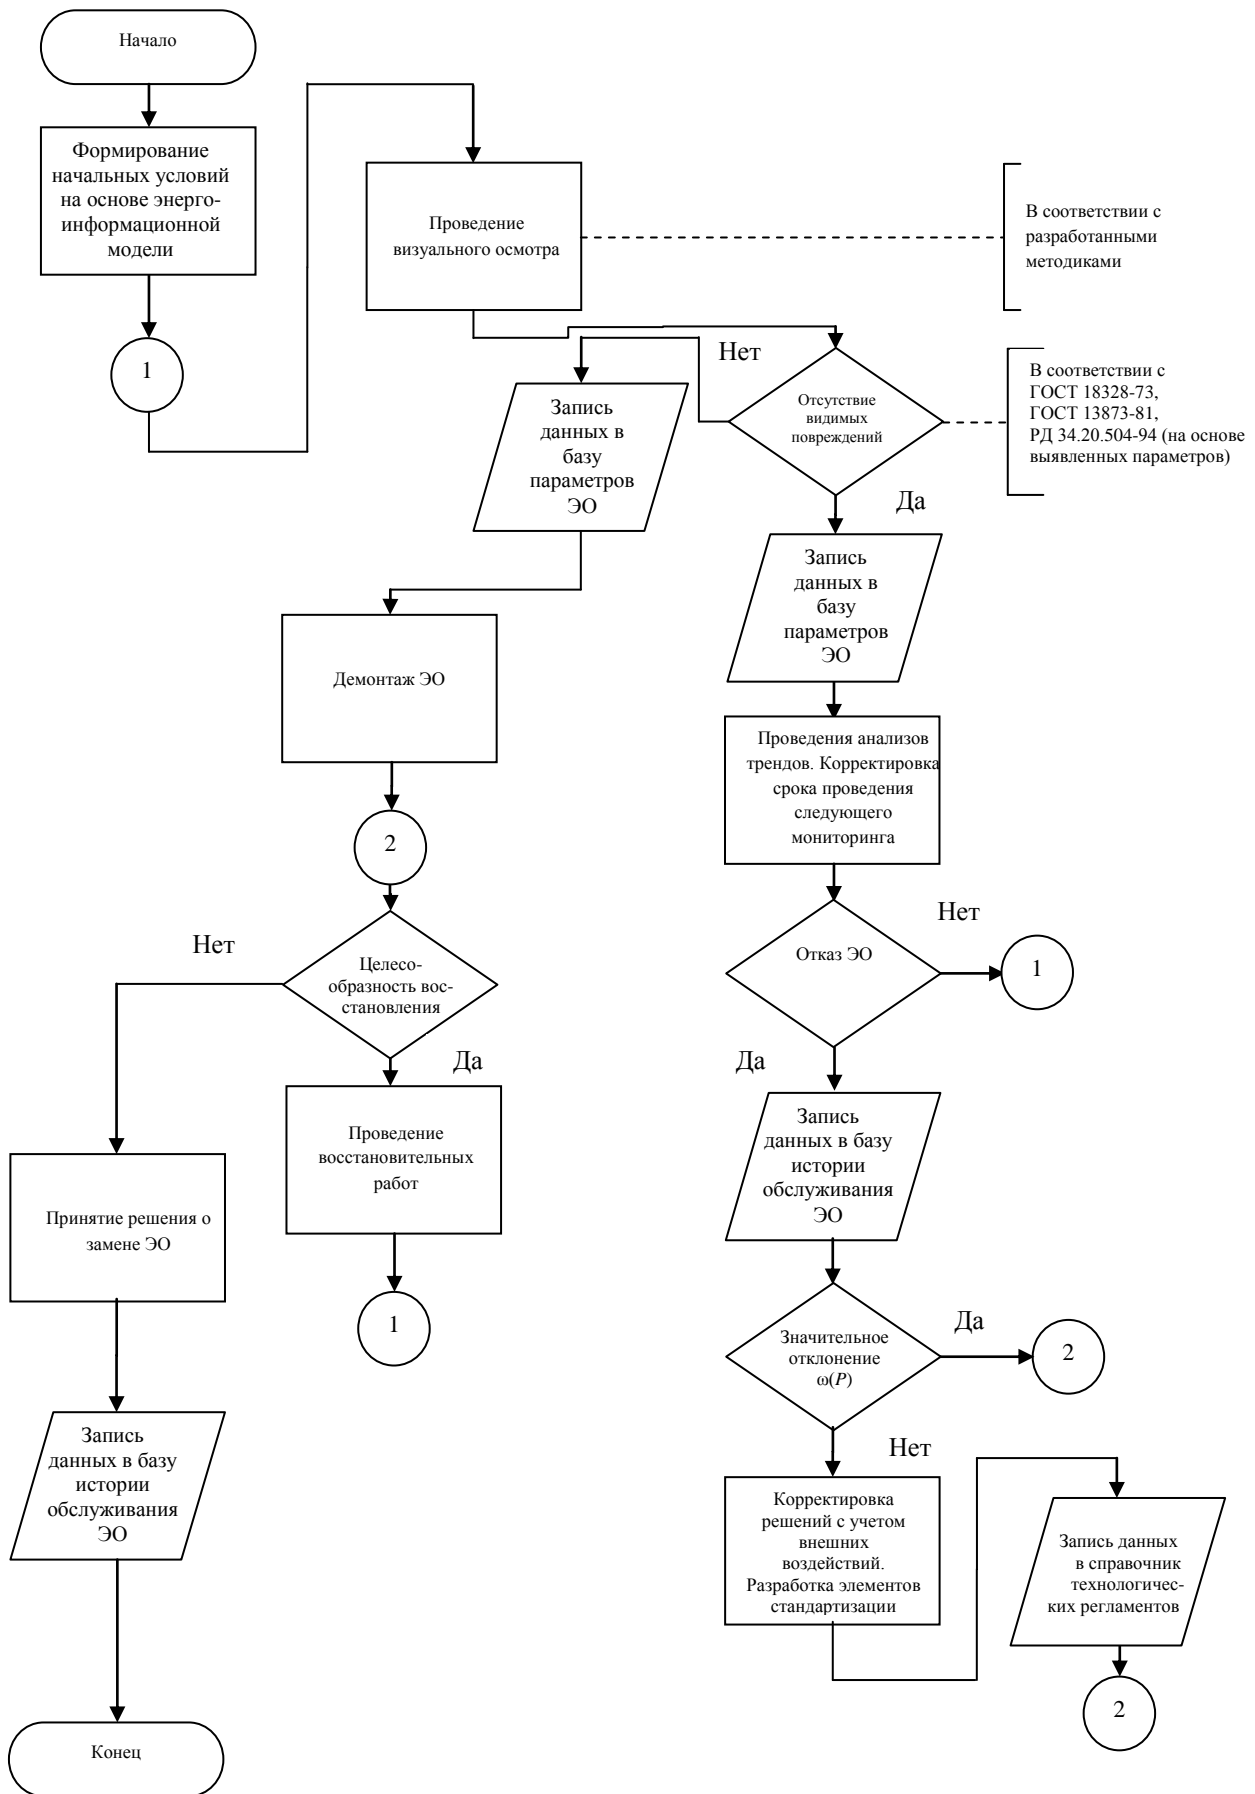 Начало
Формирование
начальных условий
на основе энерго-
информационной
модели
1
Проведение
визуального осмотра
В соответствии с
разработанными
методиками
Нет
Отсутствие
видимых
повреждений
В соответствии с
ГОСТ 18328-73,
ГОСТ 13873-81,
РД 34.20.504-94 (на основе
выявленных параметров)
Запись
данных в
базу
параметров
ЭО
Да
Запись
данных в
базу
параметров
ЭО
Демонтаж ЭО
Проведения анализов
трендов. Корректировка
срока проведения
следующего
мониторинга
2
Нет
Отказ ЭО
1
Нет
Целесо-
образность вос-
становления
Да
Да
Проведение
восстановительных
работ
Запись
данных в базу
истории
обслуживания
ЭО
Принятие решения о
замене ЭО
1
Значительное
отклонение
ω(P)
Да
2
Нет
Запись
данных в базу
истории
обслуживания
ЭО
Корректировка
решений с учетом
внешних
воздействий.
Разработка элементов
стандартизации
Запись данных
в справочник
технологичес-
ких регламентов
2
Конец